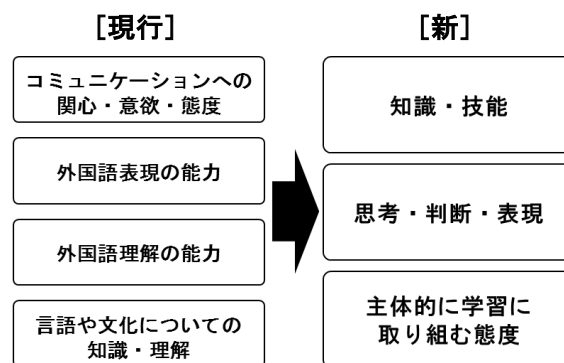 ［現行］
コミュニケーションへの
関心・意欲・態度
外国語表現の能力
外国語理解の能力
言語や文化についての
知識・理解
［新］
知識・技能
思考・判断・表現
主体的に学習に
取り組む態度